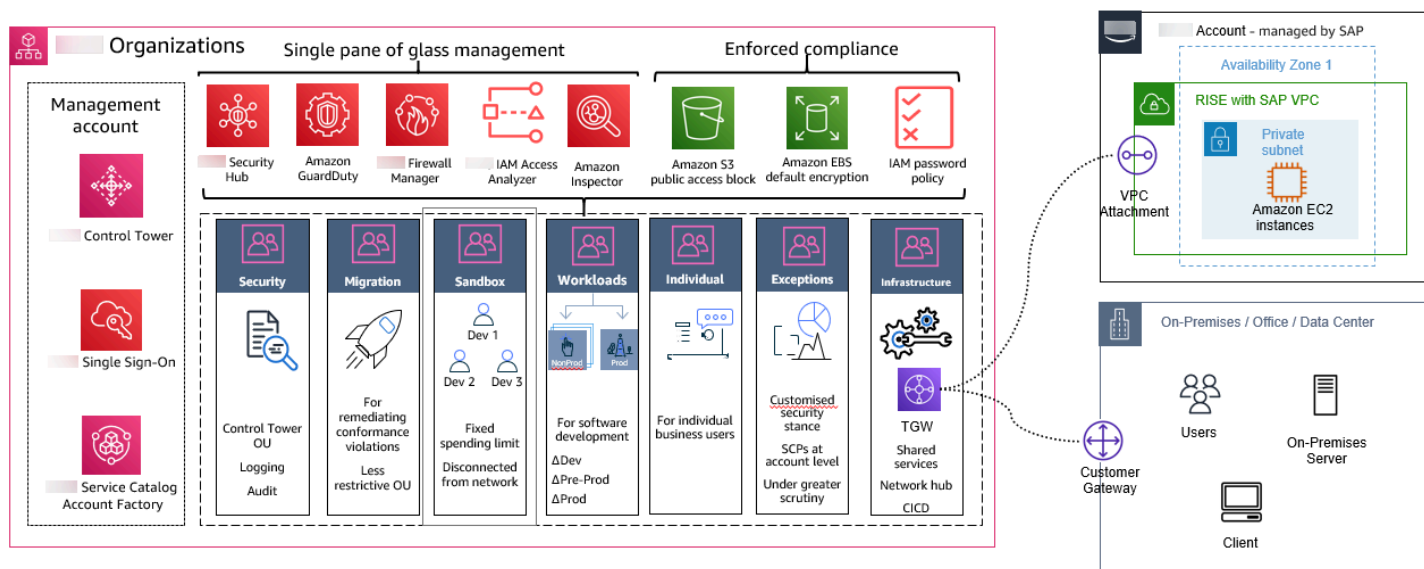 Organizations
Single pane of glass management
Enforced compliance
Management
account
Control Tower
Single Sign-On
Service Catalog
Account Factory
Security
Hub
Amazon
GuardDuty
Firewall
Manager
IAM Access
Analyzer
Amazon
Inspector
Amazon S3
public access block
Amazon EBS
default encryption
IAM password
policy
Security
Control Tower
OU
Logging
Audit
Migration
For
remediating
conformance
violations
Less
restrictive OU
Sandbox
Dev 1
Dev 2
Dev 3
Fixed
spending limit
Disconnected
from network
Workloads
NonProd
Prod
For software
development
ΔDev
ΔPre-Prod
ΔProd
Individual
For individual
business users
Exceptions
Customised
security
stance
SCPs at
account level
Under greater
scrutiny
Infrastructure
TGW
Shared
services
Network hub
CICD
Account - managed by SAP
Availability Zone 1
RISE with SAP VPC
Private
subnet
Amazon EC2
instances
VPC
Attachment
On-Premises / Office / Data Center
Users
On-Premises
Server
Customer
Gateway
Client